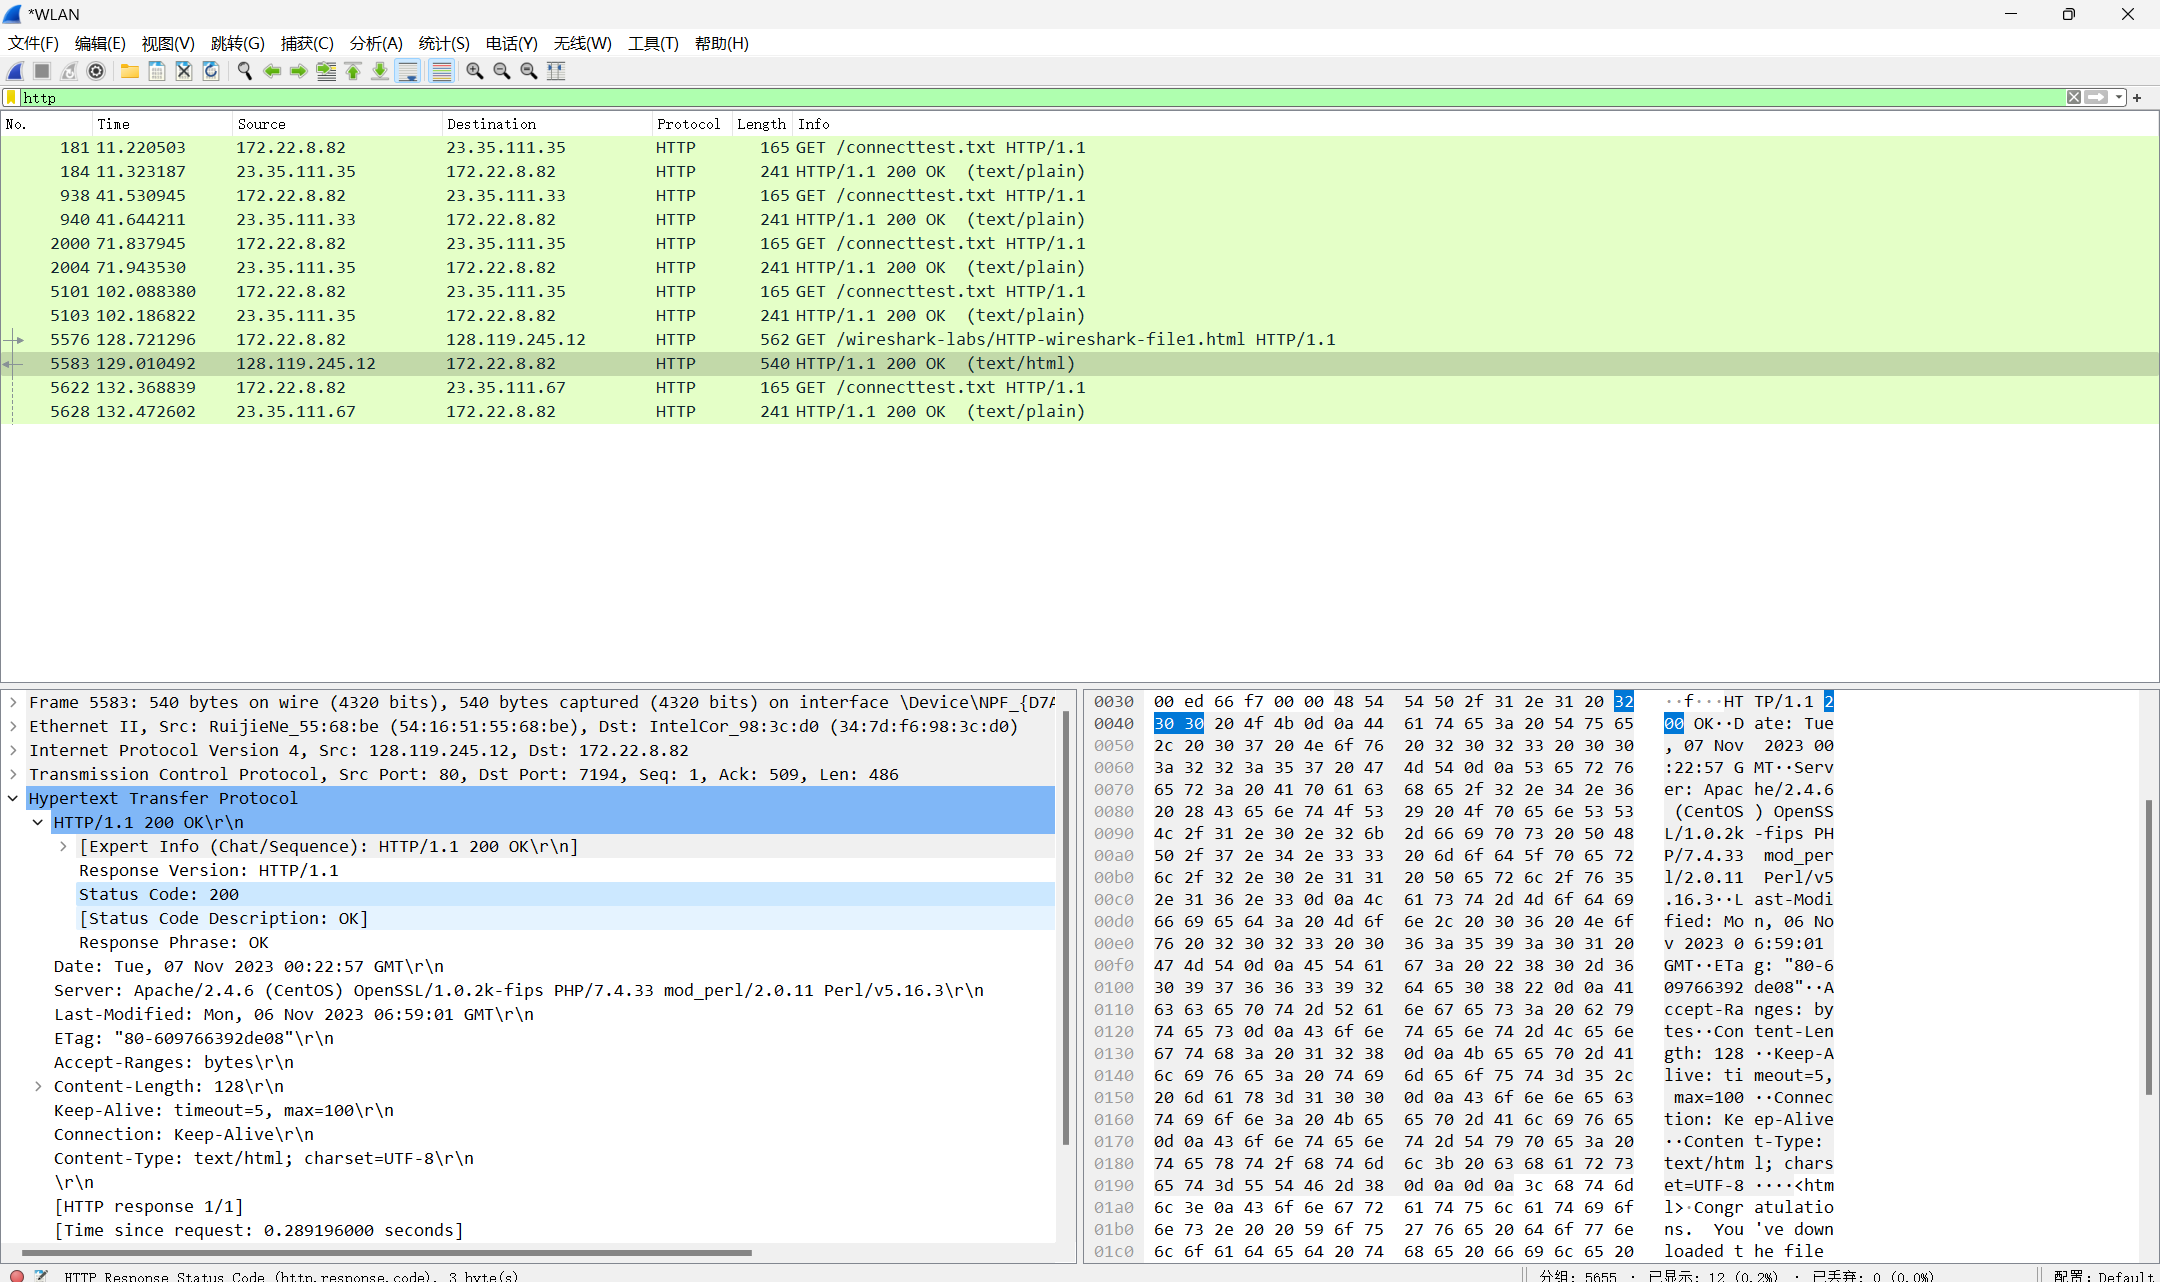 *WLAN
文件(F) 编辑(E) 视图(V) 跳转(G) 捕获(C) 分析(A) 统计(S) 电话(Y) 无线(W) 工具(T) 帮助(H)
http
No. Time Source Destination Protocol Length Info
181 11.220503 172.22.8.82 23.35.111.35 HTTP 165 GET /connecttest.txt HTTP/1.1
184 11.323187 23.35.111.35 172.22.8.82 HTTP 241 HTTP/1.1 200 OK (text/plain)
938 41.530945 172.22.8.82 23.35.111.33 HTTP 165 GET /connecttest.txt HTTP/1.1
940 41.644211 23.35.111.33 172.22.8.82 HTTP 241 HTTP/1.1 200 OK (text/plain)
2000 71.837945 172.22.8.82 23.35.111.35 HTTP 165 GET /connecttest.txt HTTP/1.1
2004 71.943530 23.35.111.35 172.22.8.82 HTTP 241 HTTP/1.1 200 OK (text/plain)
5101 102.088380 172.22.8.82 23.35.111.35 HTTP 165 GET /connecttest.txt HTTP/1.1
5103 102.186822 23.35.111.35 172.22.8.82 HTTP 241 HTTP/1.1 200 OK (text/plain)
5576 128.721296 172.22.8.82 128.119.245.12 HTTP 562 GET /wireshark-labs/HTTP-wireshark-file1.html HTTP/1.1
5583 129.010492 128.119.245.12 172.22.8.82 HTTP 540 HTTP/1.1 200 OK (text/html)
5622 132.368839 172.22.8.82 23.35.111.67 HTTP 165 GET /connecttest.txt HTTP/1.1
5628 132.472602 23.35.111.67 172.22.8.82 HTTP 241 HTTP/1.1 200 OK (text/plain)
Frame 5583: 540 bytes on wire (4320 bits), 540 bytes captured (4320 bits) on interface \Device\NPF_{D7A
Ethernet II, Src: RuijieNe_55:68:be (54:16:51:55:68:be), Dst: IntelCor_98:3c:d0 (34:7d:f6:98:3c:d0)
Internet Protocol Version 4, Src: 128.119.245.12, Dst: 172.22.8.82
Transmission Control Protocol, Src Port: 80, Dst Port: 7194, Seq: 1, Ack: 509, Len: 486
Hypertext Transfer Protocol
HTTP/1.1 200 OK\r\n
[Expert Info (Chat/Sequence): HTTP/1.1 200 OK\r\n]
Response Version: HTTP/1.1
Status Code: 200
[Status Code Description: OK]
Response Phrase: OK
Date: Tue, 07 Nov 2023 00:22:57 GMT\r\n
Server: Apache/2.4.6 (CentOS) OpenSSL/1.0.2k-fips PHP/7.4.33 mod_perl/2.0.11 Perl/v5.16.3\r\n
Last-Modified: Mon, 06 Nov 2023 06:59:01 GMT\r\n
ETag: "80-609766392de08"\r\n
Accept-Ranges: bytes\r\n
Content-Length: 128\r\n
Keep-Alive: timeout=5, max=100\r\n
Connection: Keep-Alive\r\n
Content-Type: text/html; charset=UTF-8\r\n
\r\n
[HTTP response 1/1]
[Time since request: 0.289196000 seconds]
0030 00 ed 66 f7 00 00 48 54 54 50 2f 31 2e 31 20 32 ··f···HT TP/1.1 2
0040 30 30 20 4f 4b 0d 0a 44 61 74 65 3a 20 54 75 65 00 OK··D ate: Tue
0050 2c 20 30 37 20 4e 6f 76 20 32 30 32 33 20 30 30 , 07 Nov 2023 00
0060 3a 32 32 3a 35 37 20 47 4d 54 0d 0a 53 65 72 76 :22:57 G MT··Serv
0070 65 72 3a 20 41 70 61 63 68 65 2f 32 2e 34 2e 36 er: Apac he/2.4.6
0080 20 28 43 65 6e 74 4f 53 29 20 4f 70 65 6e 53 53 (CentOS ) OpenSS
0090 4c 2f 31 2e 30 2e 32 6b 2d 66 69 70 73 20 50 48 L/1.0.2k -fips PH
00a0 50 2f 37 2e 34 2e 33 33 20 6d 6f 64 5f 70 65 72 P/7.4.33 mod_per
00b0 6c 2f 32 2e 30 2e 31 31 20 50 65 72 6c 2f 76 35 l/2.0.11 Perl/v5
00c0 2e 31 36 2e 33 0d 0a 4c 61 73 74 2d 4d 6f 64 69 .16.3··L ast-Modi
00d0 66 69 65 64 3a 20 4d 6f 6e 2c 20 30 36 20 4e 6f fied: Mo n, 06 No
00e0 76 20 32 30 32 33 20 30 36 3a 35 39 3a 30 31 20 v 2023 0 6:59:01
00f0 47 4d 54 0d 0a 45 54 61 67 3a 20 22 38 30 2d 36 GMT··ETa g: "80-6
0100 30 39 37 36 36 33 39 32 64 65 30 38 22 0d 0a 41 09766392 de08"··A
0110 63 63 65 70 74 2d 52 61 6e 67 65 73 3a 20 62 79 ccept-Ra nges: by
0120 74 65 73 0d 0a 43 6f 6e 74 65 6e 74 2d 4c 65 6e tes··Con tent-Len
0130 67 74 68 3a 20 31 32 38 0d 0a 4b 65 65 70 2d 41 gth: 128 ··Keep-A
0140 6c 69 76 65 3a 20 74 69 6d 65 6f 75 74 3d 35 2c live: ti meout=5,
0150 20 6d 61 78 3d 31 30 30 0d 0a 43 6f 6e 6e 65 63 max=100 ··Connec
0160 74 69 6f 6e 3a 20 4b 65 65 70 2d 41 6c 69 76 65 tion: Ke ep-Alive
0170 0d 0a 43 6f 6e 74 65 6e 74 2d 54 79 70 65 3a 20 ··Conten t-Type:
0180 74 65 78 74 2f 68 74 6d 6c 3b 20 63 68 61 72 73 text/htm l; chars
0190 65 74 3d 55 54 46 2d 38 0d 0a 0d 0a 3c 68 74 6d et=UTF-8 ····<htm
01a0 6c 3e 0a 43 6f 6e 67 72 61 74 75 6c 61 74 69 6f l>·Congr atulatio
01b0 6e 73 2e 20 20 59 6f 75 27 76 65 20 64 6f 77 6e ns. You 've down
01c0 6c 6f 61 64 65 64 20 74 68 65 20 66 69 6c 65 20 loaded t he file
HTTP Response Status Code (http.response.code), 3 byte(s)
分组: 5655 · 已显示: 12 (0.2%) · 已丢弃: 0 (0.0%)
配置: Default